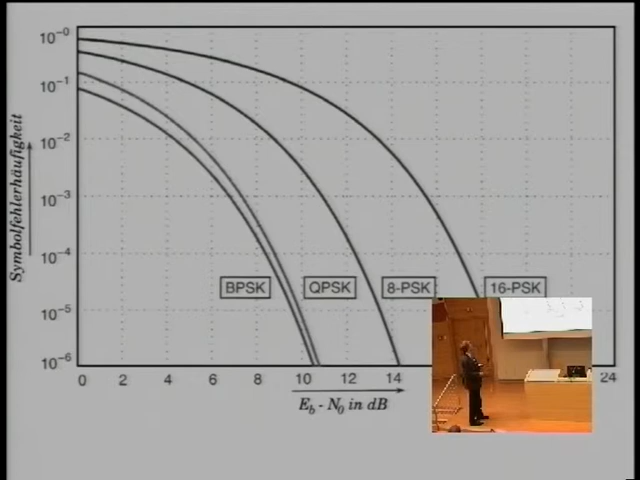 10⁻⁰
10⁻¹
10⁻²
10⁻³
10⁻⁴
10⁻⁵
10⁻⁶
Symbolfehlerhäufigkeit
BPSK
QPSK
8-PSK
16-PSK
0 2 4 6 8 10 12 14 24
E_b - N_0 in dB